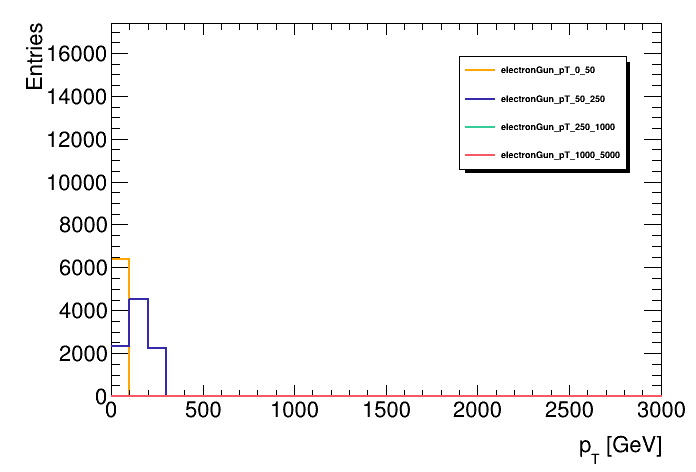 Entries
16000
14000
12000
10000
8000
6000
4000
2000
0
0 500 1000 1500 2000 2500 3000
p_T [GeV]
electronGun_pT_0_50
electronGun_pT_50_250
electronGun_pT_250_1000
electronGun_pT_1000_5000